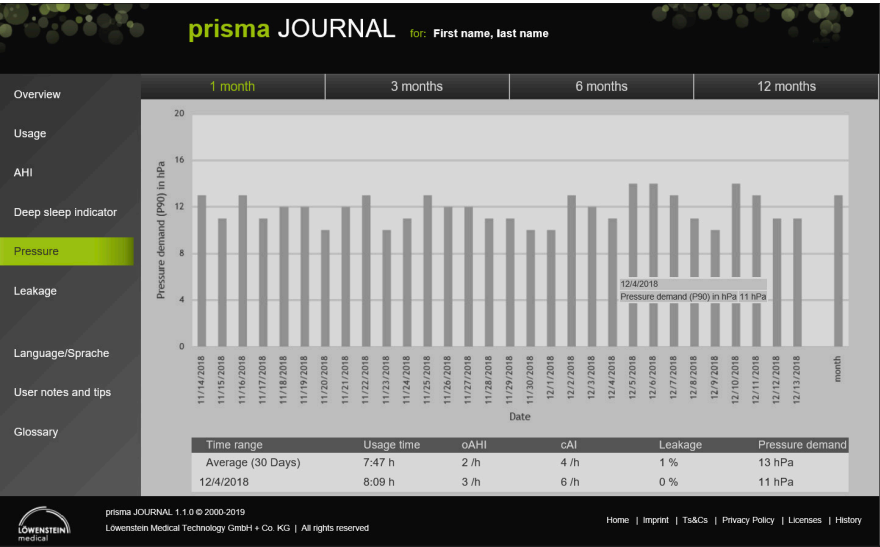 prisma JOURNAL for: First name, last name
1 month 3 months 6 months 12 months
Overview
Usage
AHI
Deep sleep indicator
Pressure
Leakage
Language/Sprache
User notes and tips
Glossary
Pressure demand (P90) in hPa
20
16
12
8
4
0
12/4/2018
Pressure demand (P90) in hPa 11 hPa
11/14/2018 11/15/2018 11/16/2018 11/17/2018 11/18/2018 11/19/2018 11/20/2018 11/21/2018 11/22/2018 11/23/2018 11/24/2018 11/25/2018 11/26/2018 11/27/2018 11/28/2018 11/29/2018 11/30/2018 12/1/2018 12/2/2018 12/3/2018 12/4/2018 12/5/2018 12/6/2018 12/7/2018 12/8/2018 12/9/2018 12/10/2018 12/11/2018 12/12/2018 12/13/2018 month
Date
Time range Usage time oAHI cAI Leakage Pressure demand
Average (30 Days) 7:47 h 2 /h 4 /h 1 % 13 hPa
12/4/2018 8:09 h 3 /h 6 /h 0 % 11 hPa
LÖWENSTEIN
medical
prisma JOURNAL 1.1.0 © 2000-2019
Löwenstein Medical Technology GmbH + Co. KG | All rights reserved
Home | Imprint | Ts&Cs | Privacy Policy | Licenses | History